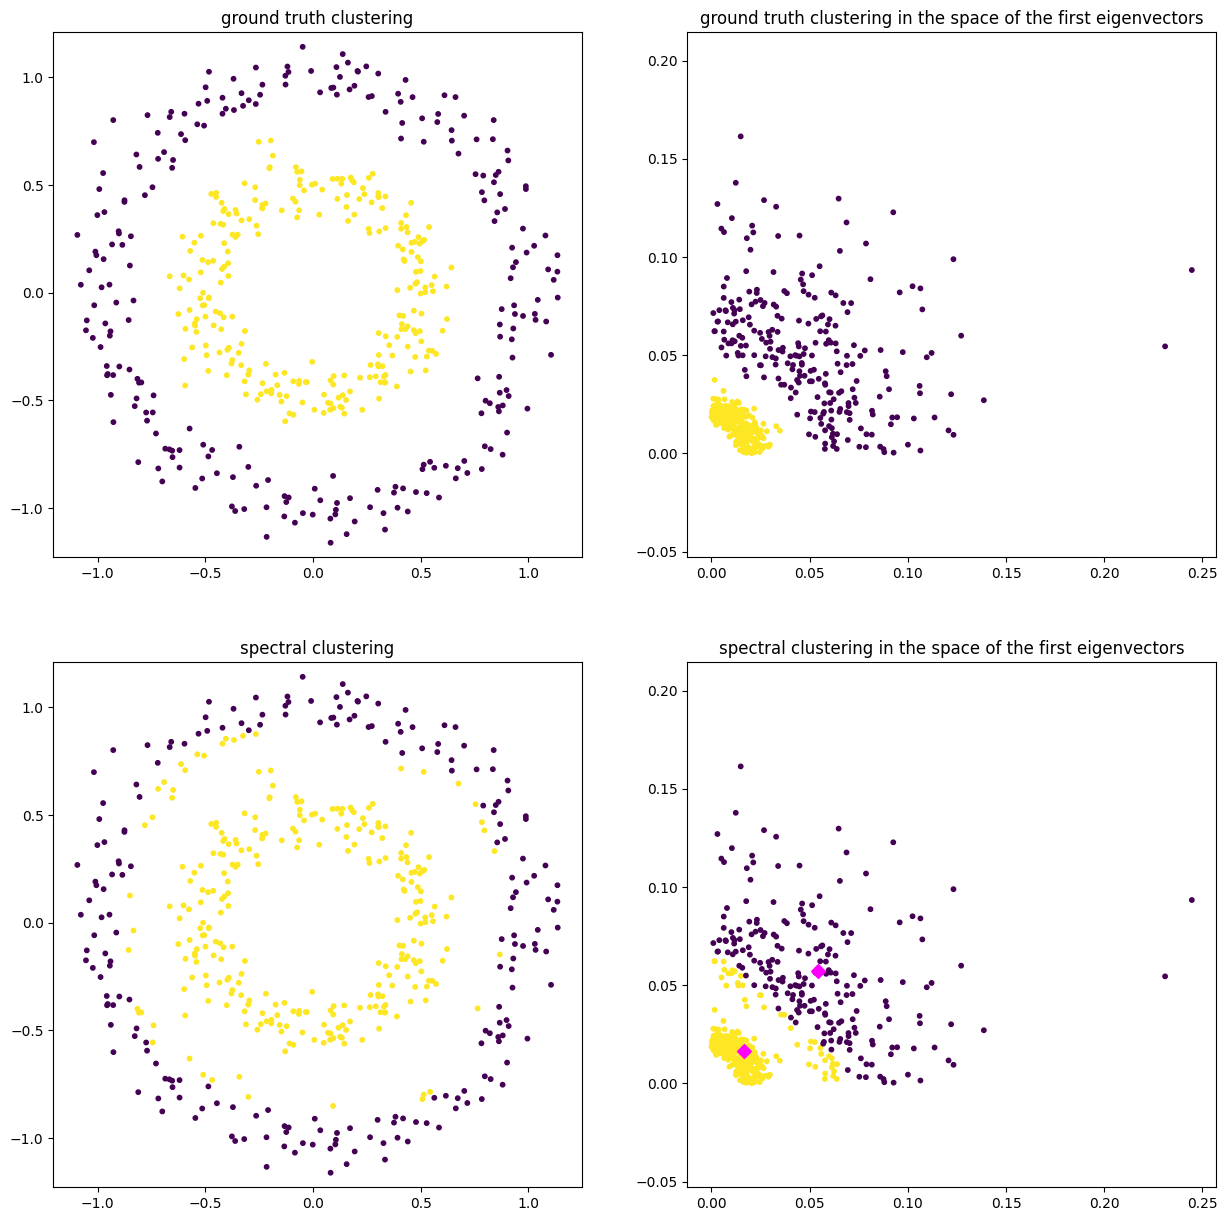 ground truth clustering
1.0
0.5
0.0
−0.5
−1.0
−1.0 −0.5 0.0 0.5 1.0
ground truth clustering in the space of the first eigenvectors
0.20
0.15
0.10
0.05
0.00
−0.05
0.00 0.05 0.10 0.15 0.20 0.25
spectral clustering
1.0
0.5
0.0
−0.5
−1.0
−1.0 −0.5 0.0 0.5 1.0
spectral clustering in the space of the first eigenvectors
0.20
0.15
0.10
0.05
0.00
−0.05
0.00 0.05 0.10 0.15 0.20 0.25